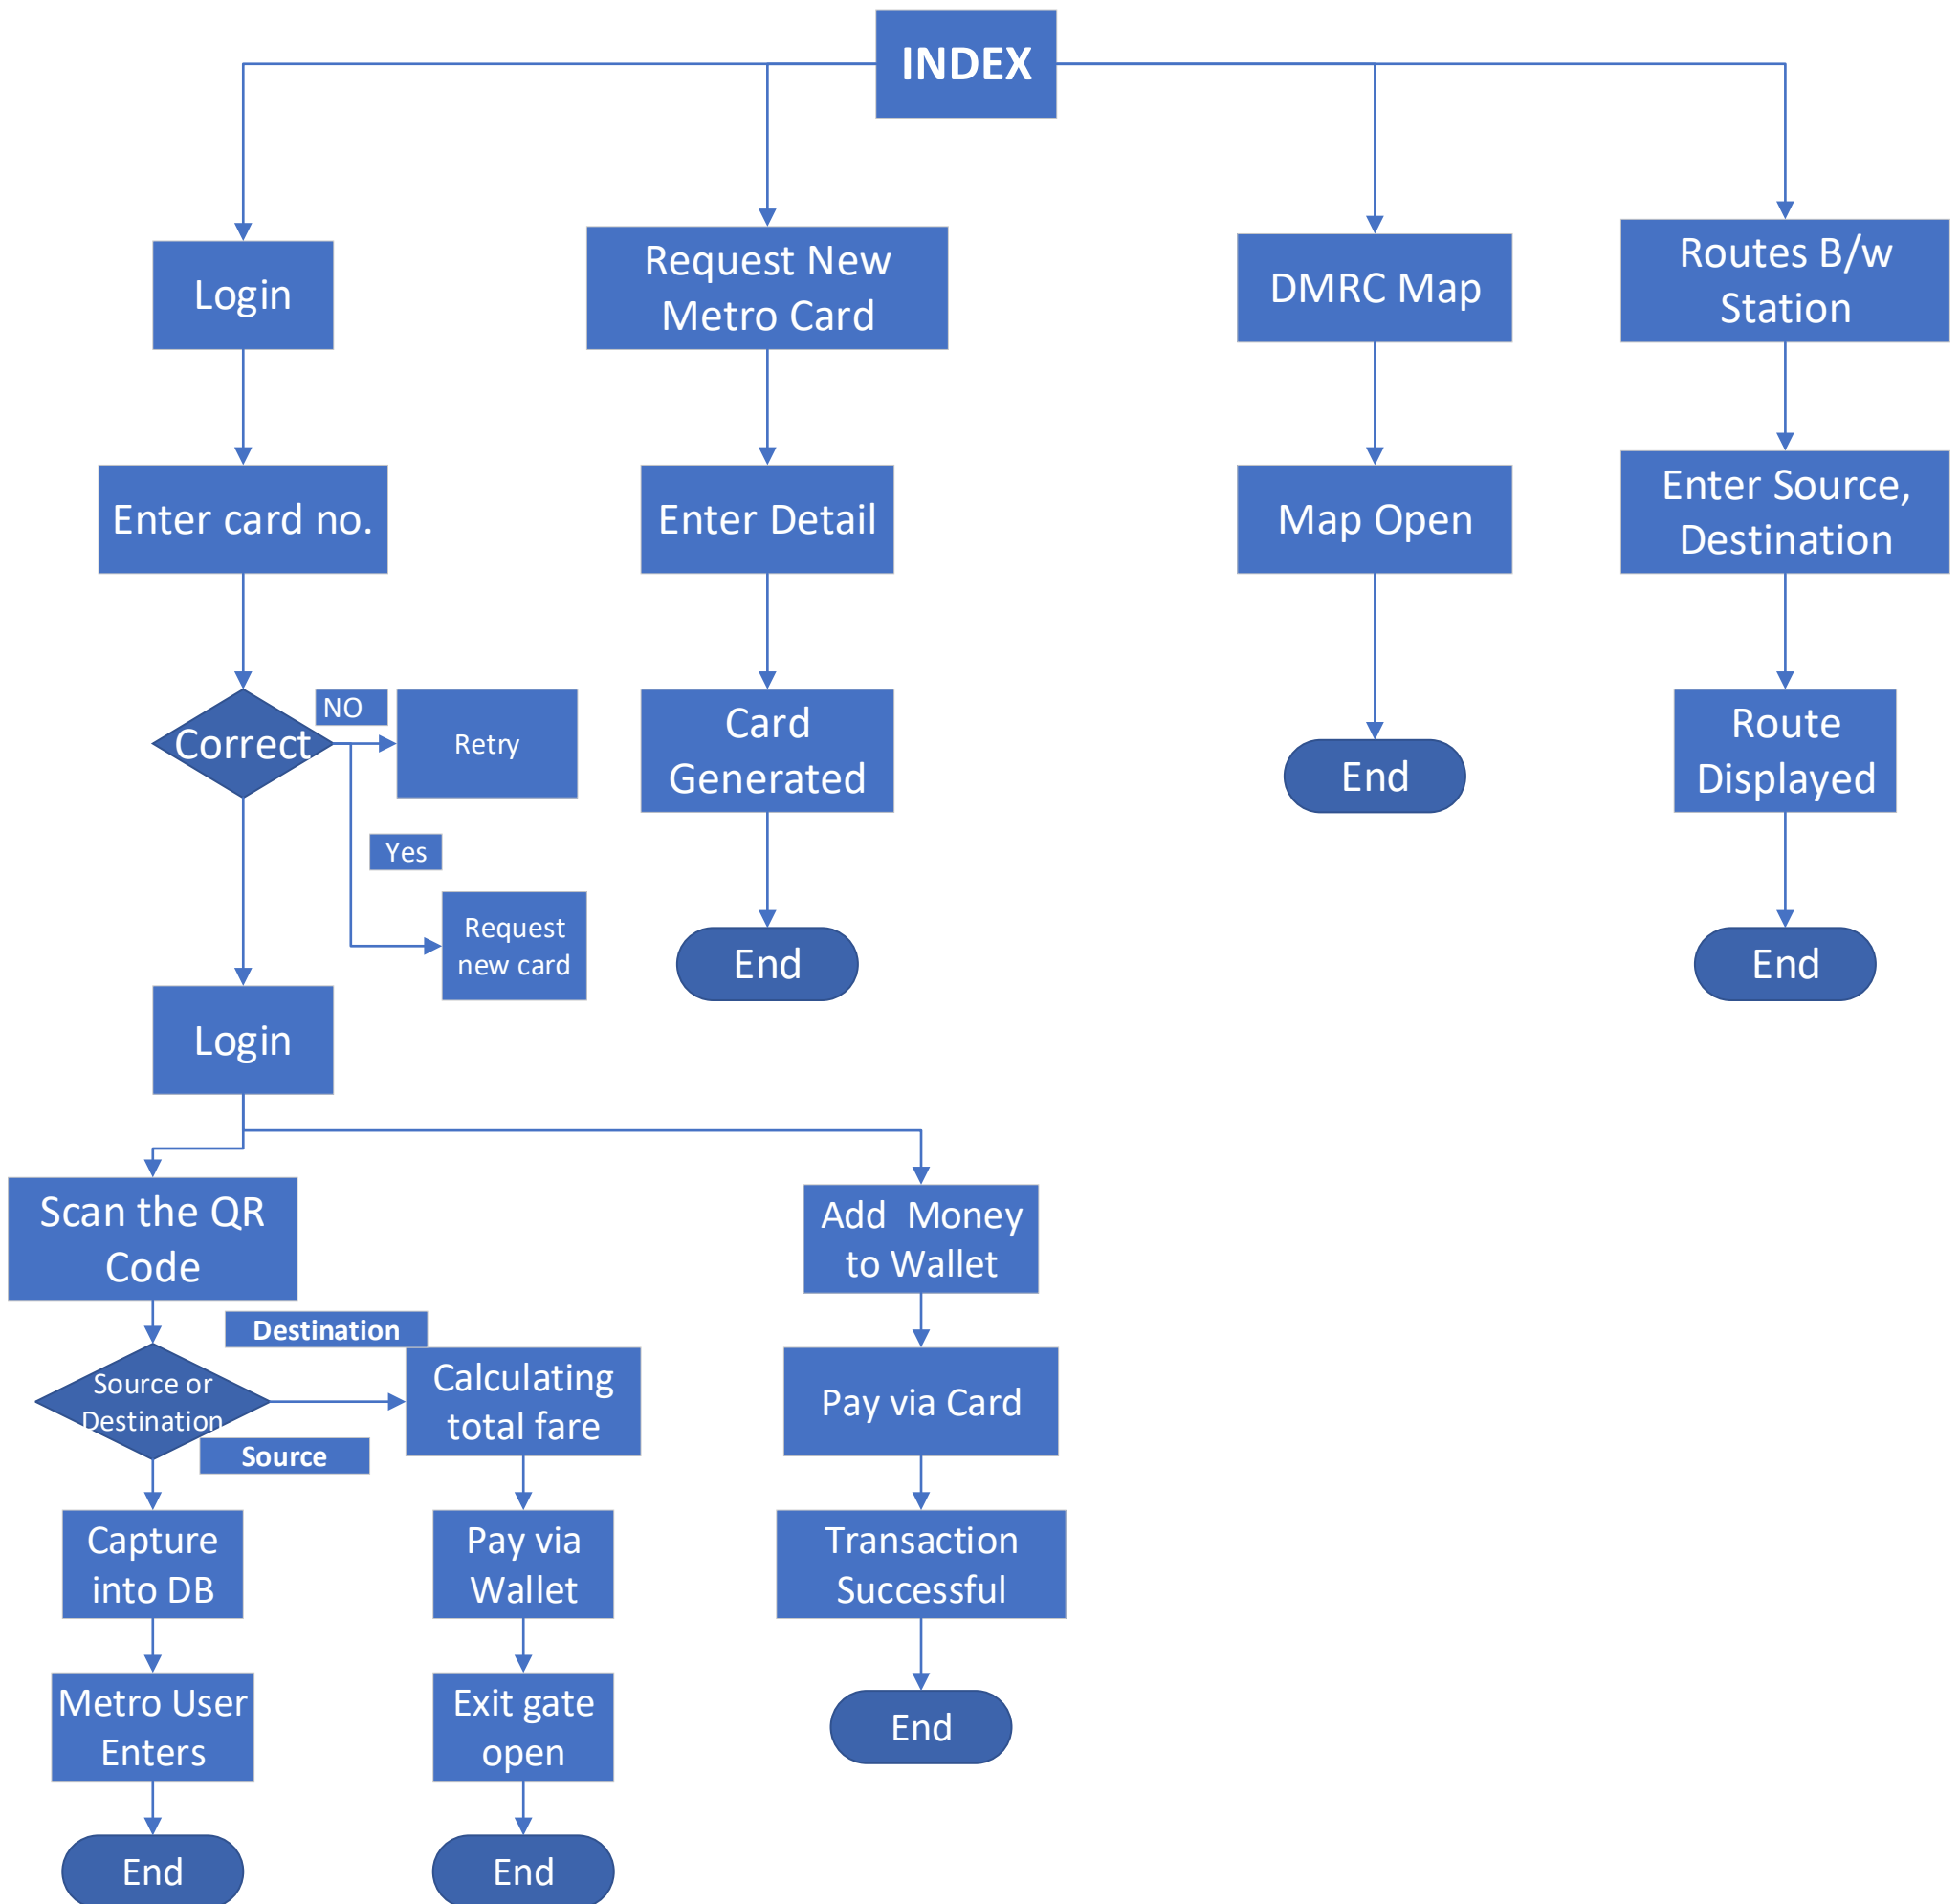 INDEX
Login
Request New
Metro Card
DMRC Map
Routes B/w
Station
Enter card no.
Enter Detail
Map Open
Enter Source,
Destination
Correct
NO
Retry
Card
Generated
End
Route
Displayed
Yes
Request
new card
End
End
Login
Scan the QR
Code
Add  Money
to Wallet
Source or
Destination
Destination
Source
Calculating
total fare
Pay via Card
Capture
into DB
Pay via
Wallet
Transaction
Successful
Metro User
Enters
Exit gate
open
End
End
End